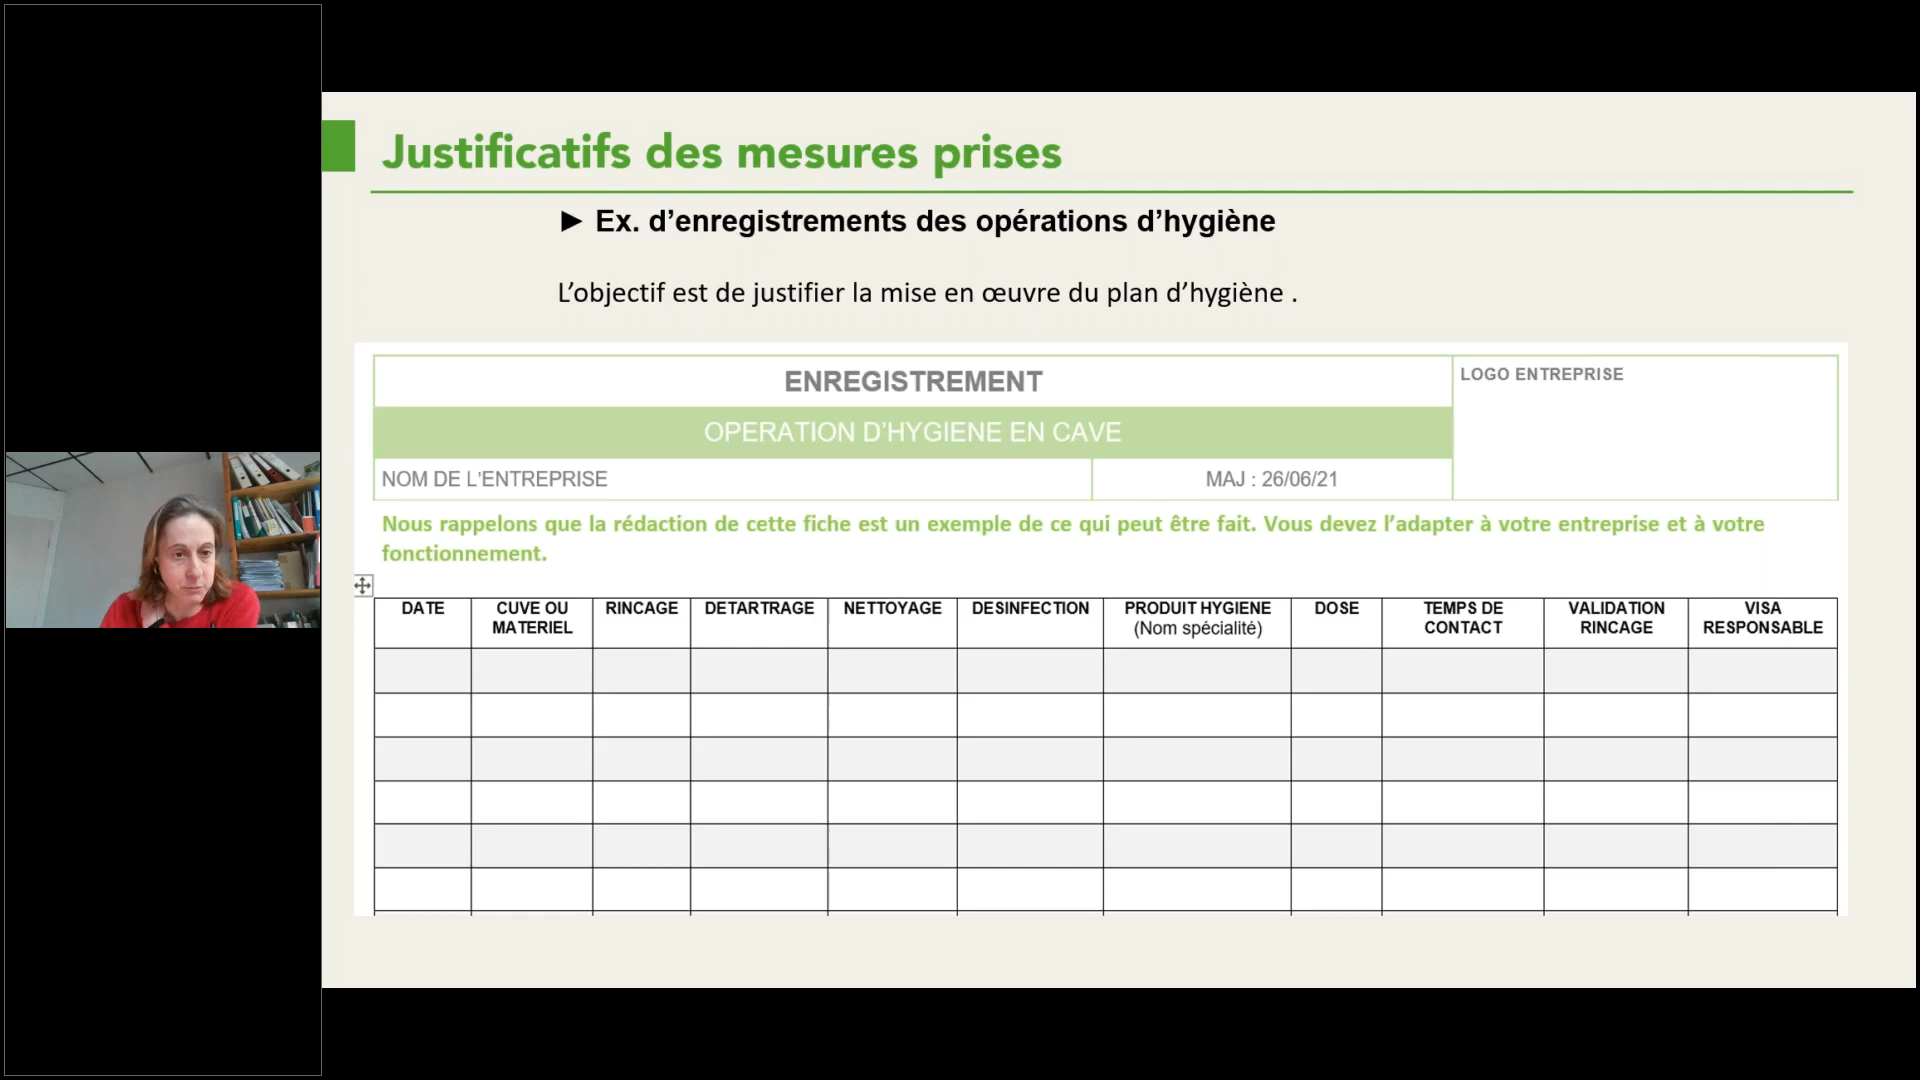 Justificatifs des mesures prises
► Ex. d’enregistrements des opérations d’hygiène
L’objectif est de justifier la mise en œuvre du plan d’hygiène .
ENREGISTREMENT
LOGO ENTREPRISE
OPERATION D’HYGIENE EN CAVE
NOM DE L’ENTREPRISE
MAJ : 26/06/21
Nous rappelons que la rédaction de cette fiche est un exemple de ce qui peut être fait. Vous devez l’adapter à votre entreprise et à votre
fonctionnement.
DATE
CUVE OU
MATERIEL
RINCAGE
DETARTRAGE
NETTOYAGE
DESINFECTION
PRODUIT HYGIENE
(Nom spécialité)
DOSE
TEMPS DE
CONTACT
VALIDATION
RINCAGE
VISA
RESPONSABLE